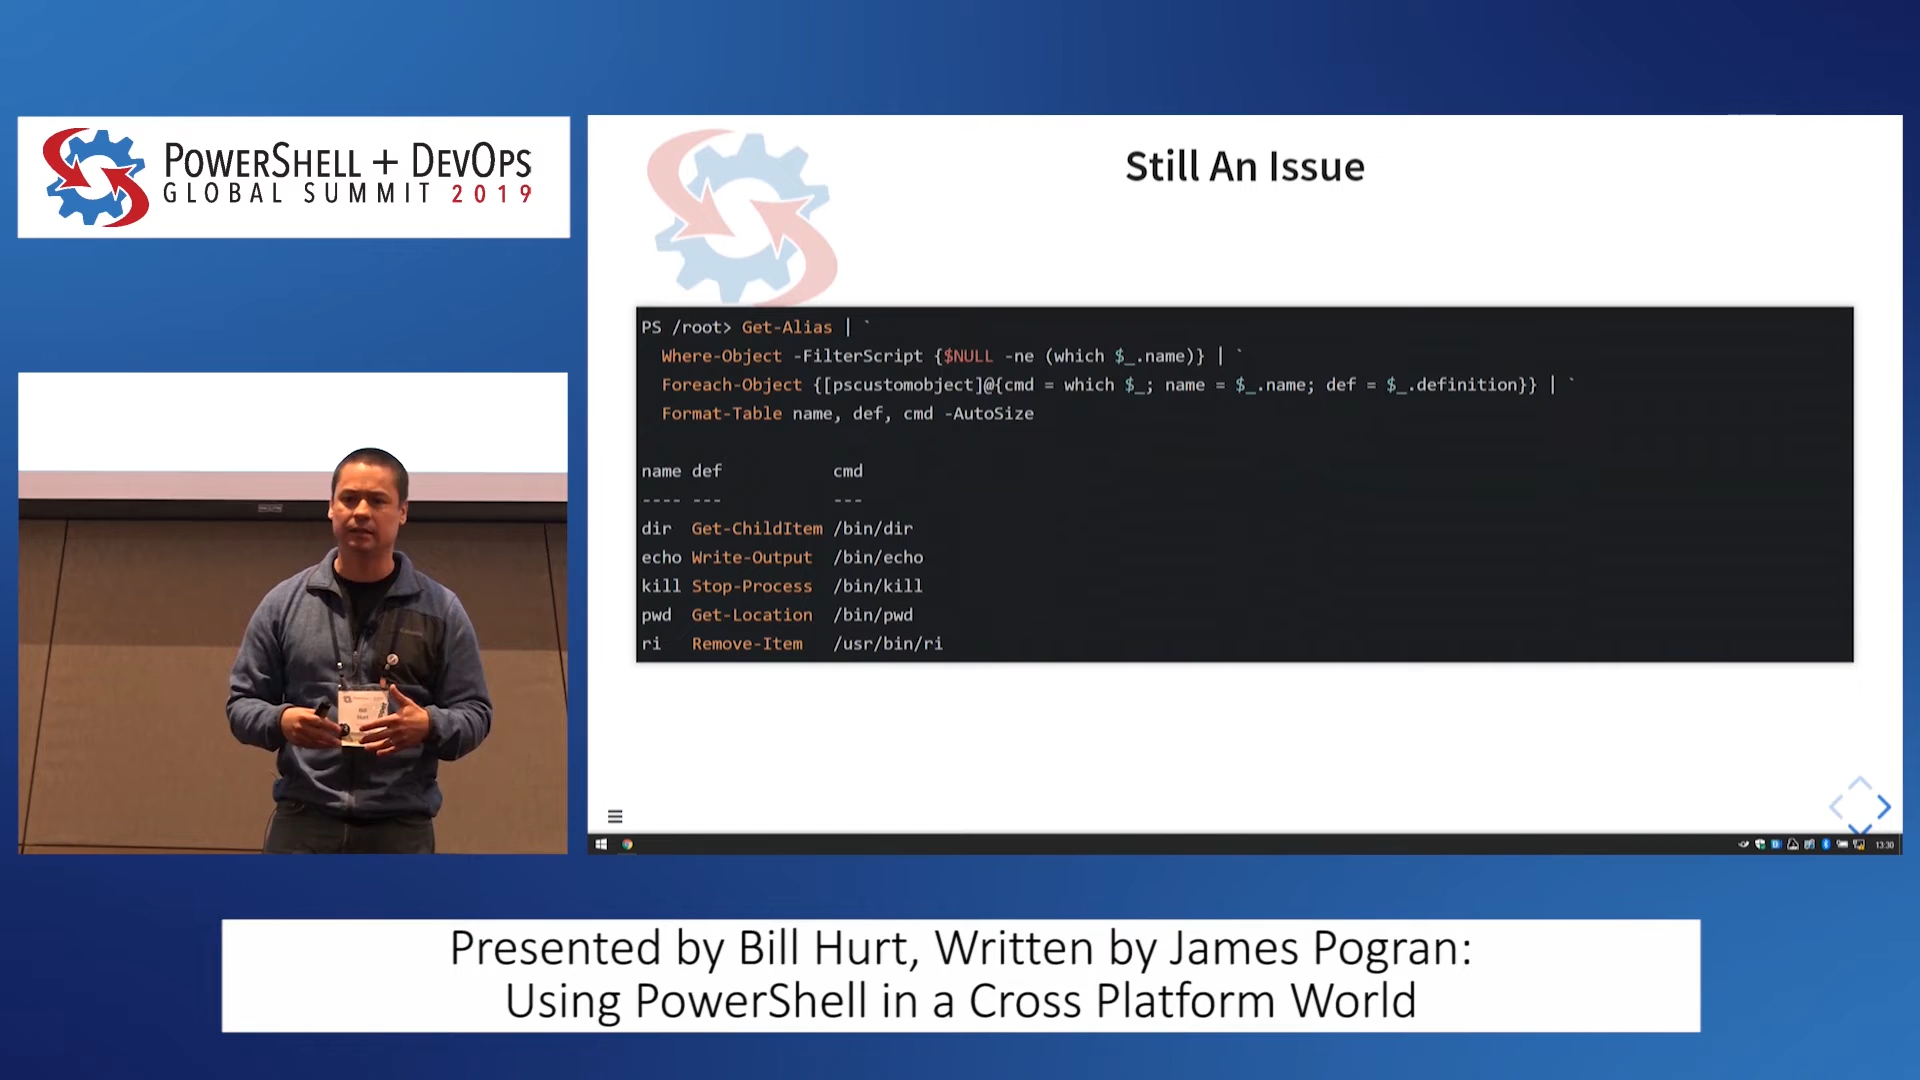 POWERSHELL + DEVOPS
GLOBAL SUMMIT 2019
Still An Issue
PS /root> Get-Alias | `
Where-Object -FilterScript {$NULL -ne (which $_.name)} | `
Foreach-Object {[pscustomobject]@{cmd = which $_; name = $_.name; def = $_.definition}} | `
Format-Table name, def, cmd -AutoSize
name def cmd
---- --- ---
dir Get-ChildItem /bin/dir
echo Write-Output /bin/echo
kill Stop-Process /bin/kill
pwd Get-Location /bin/pwd
ri Remove-Item /usr/bin/ri
Bill
Hurt
13:30
Presented by Bill Hurt, Written by James Pogran:
Using PowerShell in a Cross Platform World